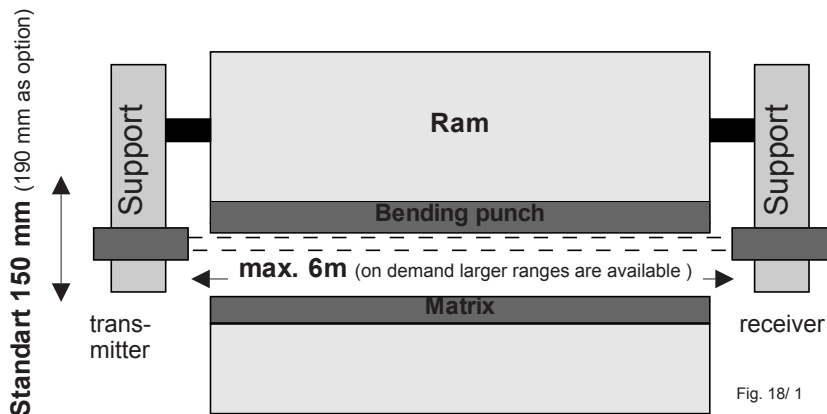 Standart 150 mm (190 mm as option)
Support
Ram
Support
Bending punch
max. 6m (on demand larger ranges are available )
Matrix
trans-
mitter
receiver
Fig. 18/ 1